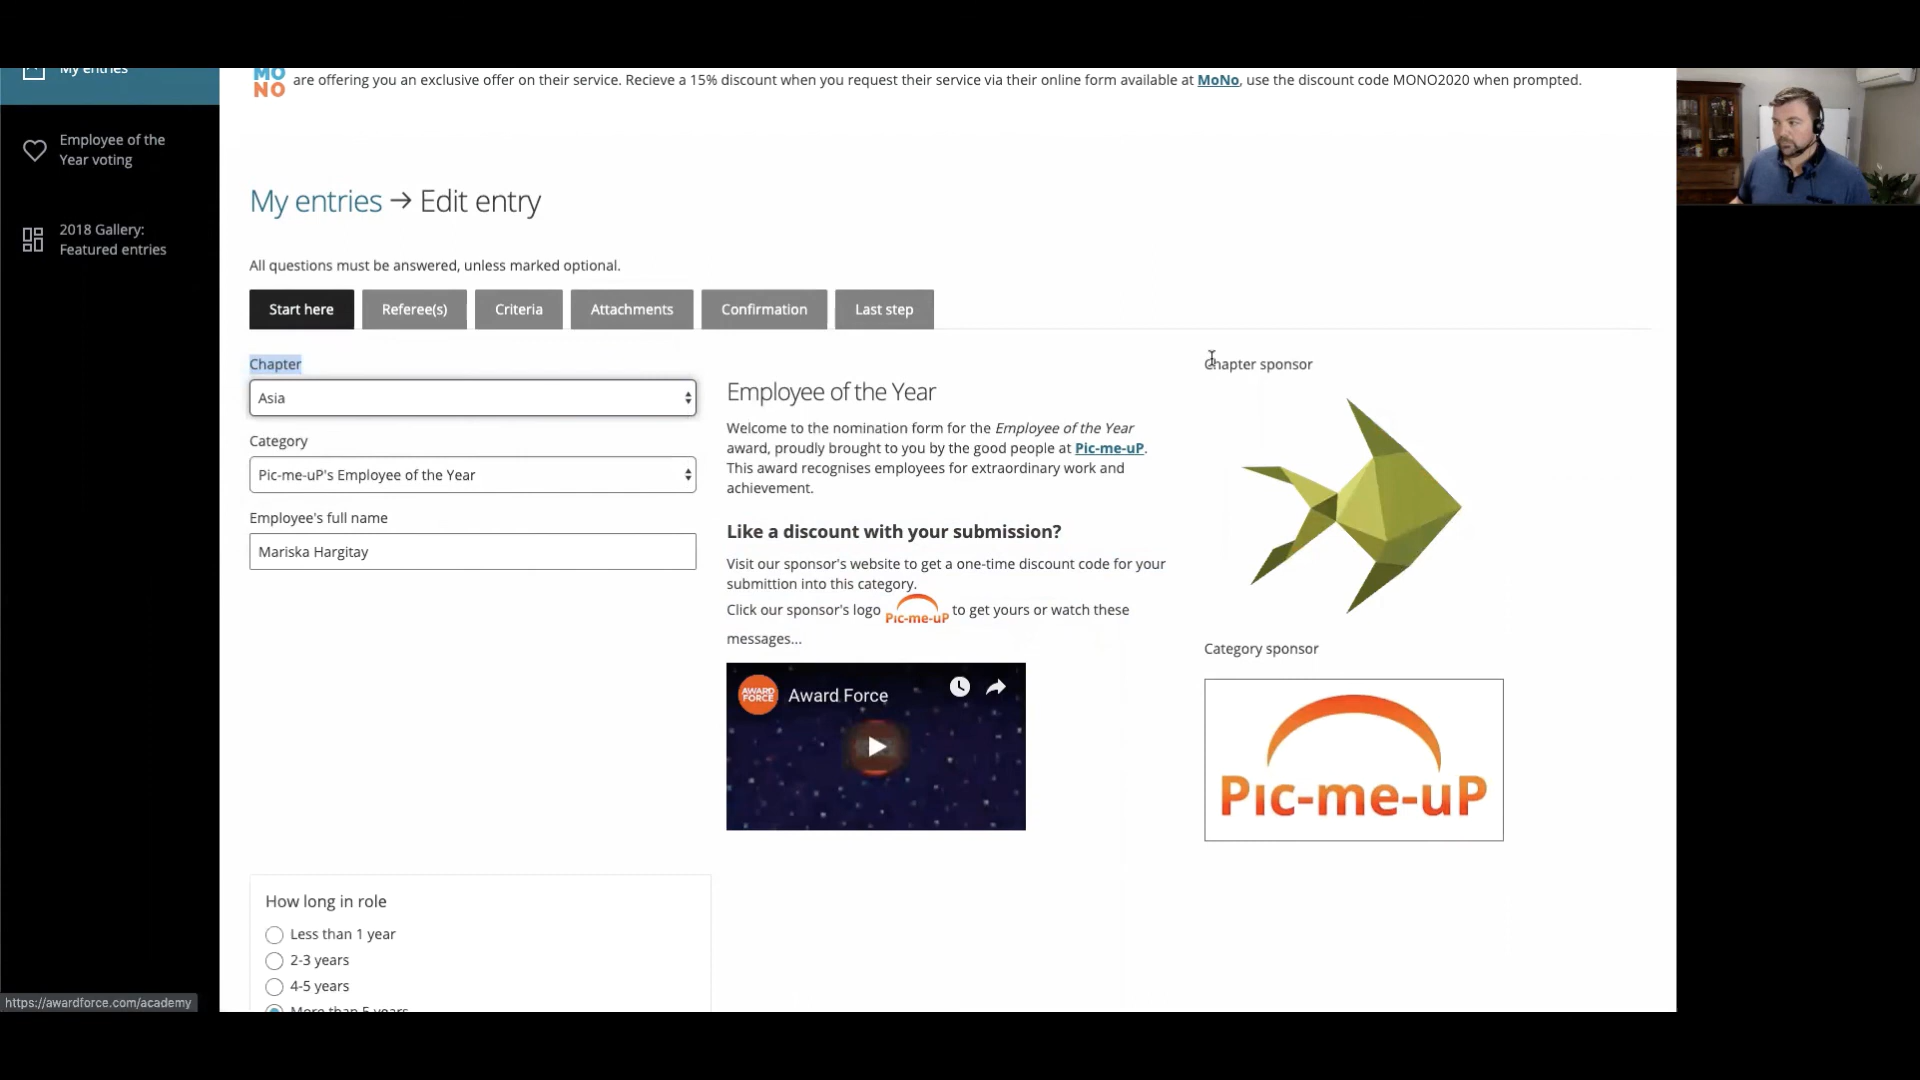 My entries
MO
NO
are offering you an exclusive offer on their service. Recieve a 15% discount when you request their service via their online form available at MoNo, use the discount code MONO2020 when prompted.
Employee of the
Year voting
2018 Gallery:
Featured entries
My entries → Edit entry
All questions must be answered, unless marked optional.
Start here
Referee(s)
Criteria
Attachments
Confirmation
Last step
Chapter
Asia
Category
Pic-me-uP's Employee of the Year
Employee's full name
Mariska Hargitay
Employee of the Year
Welcome to the nomination form for the Employee of the Year
award, proudly brought to you by the good people at Pic-me-uP.
This award recognises employees for extraordinary work and
achievement.
Like a discount with your submission?
Visit our sponsor's website to get a one-time discount code for your
submittion into this category.
Click our sponsor's logo Pic-me-uP to get yours or watch these
messages...
AWARD
FORCE
Award Force
Chapter sponsor
Category sponsor
Pic-me-uP
How long in role
Less than 1 year
2-3 years
4-5 years
More than 5 years
https://awardforce.com/academy